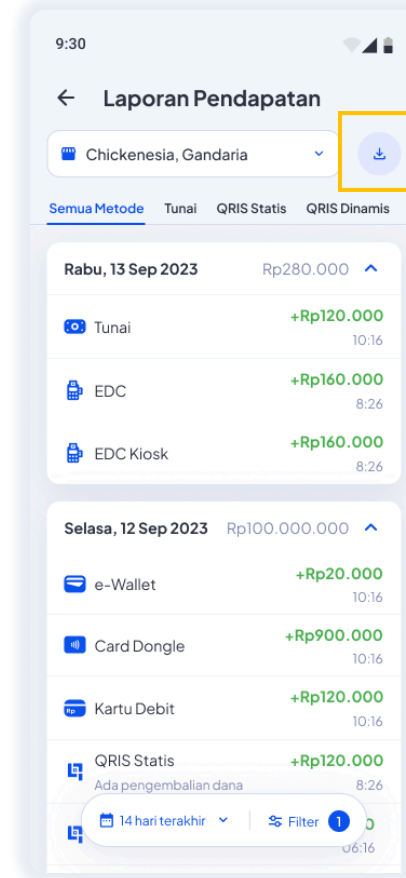 9:30
Laporan Pendapatan
Chickenesia, Gandaria
Semua Metode Tunai QRIS Statis QRIS Dinamis
Rabu, 13 Sep 2023 Rp280.000
Tunai +Rp120.000
10:16
EDC +Rp160.000
8:26
EDC Kiosk +Rp160.000
8:26
Selasa, 12 Sep 2023 Rp100.000.000
e-Wallet +Rp20.000
10:16
Card Dongle +Rp900.000
10:16
Rp Kartu Debit +Rp120.000
10:16
QRIS Statis +Rp120.000
Ada pengembalian dana 8:26
14 hari terakhir Filter 1
06:16